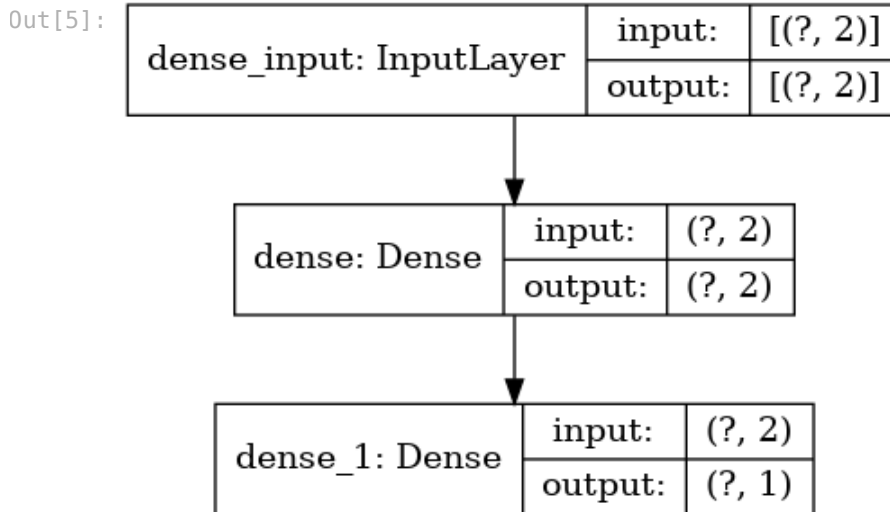 Out[5]:
dense_input: InputLayer
input: [(?, 2)]
output: [(?, 2)]
dense: Dense
input: (?, 2)
output: (?, 2)
dense_1: Dense
input: (?, 2)
output: (?, 1)